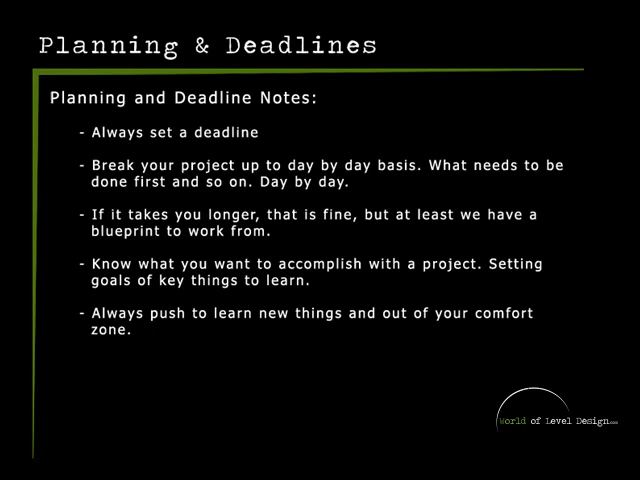 Planning & Deadlines
Planning and Deadline Notes:
- Always set a deadline
- Break your project up to day by day basis. What needs to be
done first and so on. Day by day.
- If it takes you longer, that is fine, but at least we have a
blueprint to work from.
- Know what you want to accomplish with a project. Setting
goals of key things to learn.
- Always push to learn new things and out of your comfort
zone.
World of Level Design.com